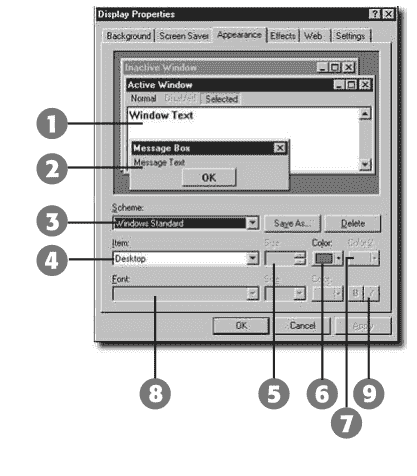 Display Properties
Background Screen Saver Appearance Effects Web Settings
Inactive Window
Active Window
Normal Disabled Selected
Window Text
Message Box
Message Text
OK
Scheme:
Windows Standard Save As... Delete
Item: Size: Color: Color 2:
Desktop
Font: Size: Color:
B /
OK Cancel Apply
1
2
3
4
5
6
7
8
9